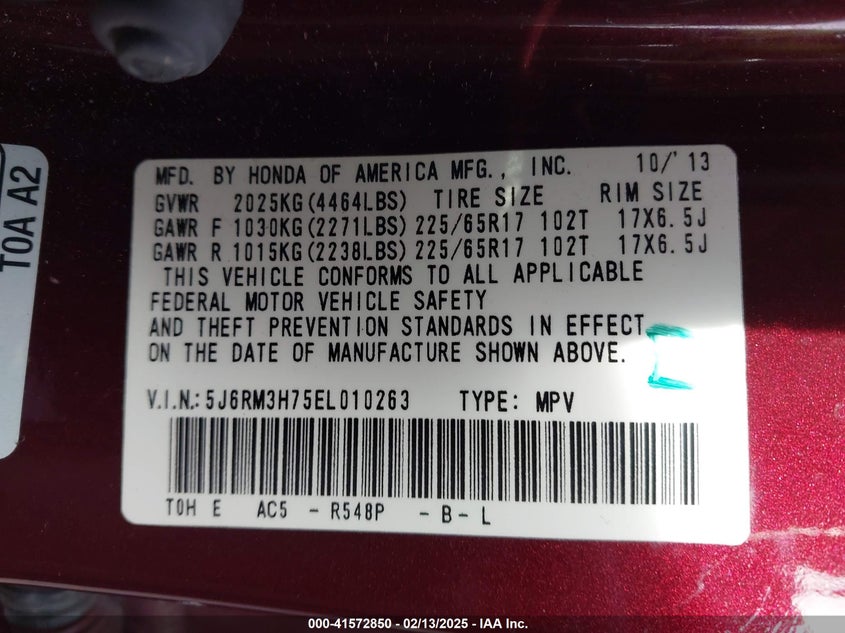 MFD. BY HONDA OF AMERICA MFG., INC. 10/'13
GVWR 2025KG(4464LBS) TIRE SIZE RIM SIZE
GAWR F 1030KG(2271LBS) 225/65R17 102T 17X6.5J
GAWR R 1015KG(2238LBS) 225/65R17 102T 17X6.5J
THIS VEHICLE CONFORMS TO ALL APPLICABLE
FEDERAL MOTOR VEHICLE SAFETY
AND THEFT PREVENTION STANDARDS IN EFFECT
ON THE DATE OF MANUFACTURE SHOWN ABOVE.
V.I.N.: 5J6RM3H75EL010263 TYPE: MPV
T0H E AC5 - R548P - B - L
T0A A2
000-41572850 - 02/13/2025 - IAA Inc.